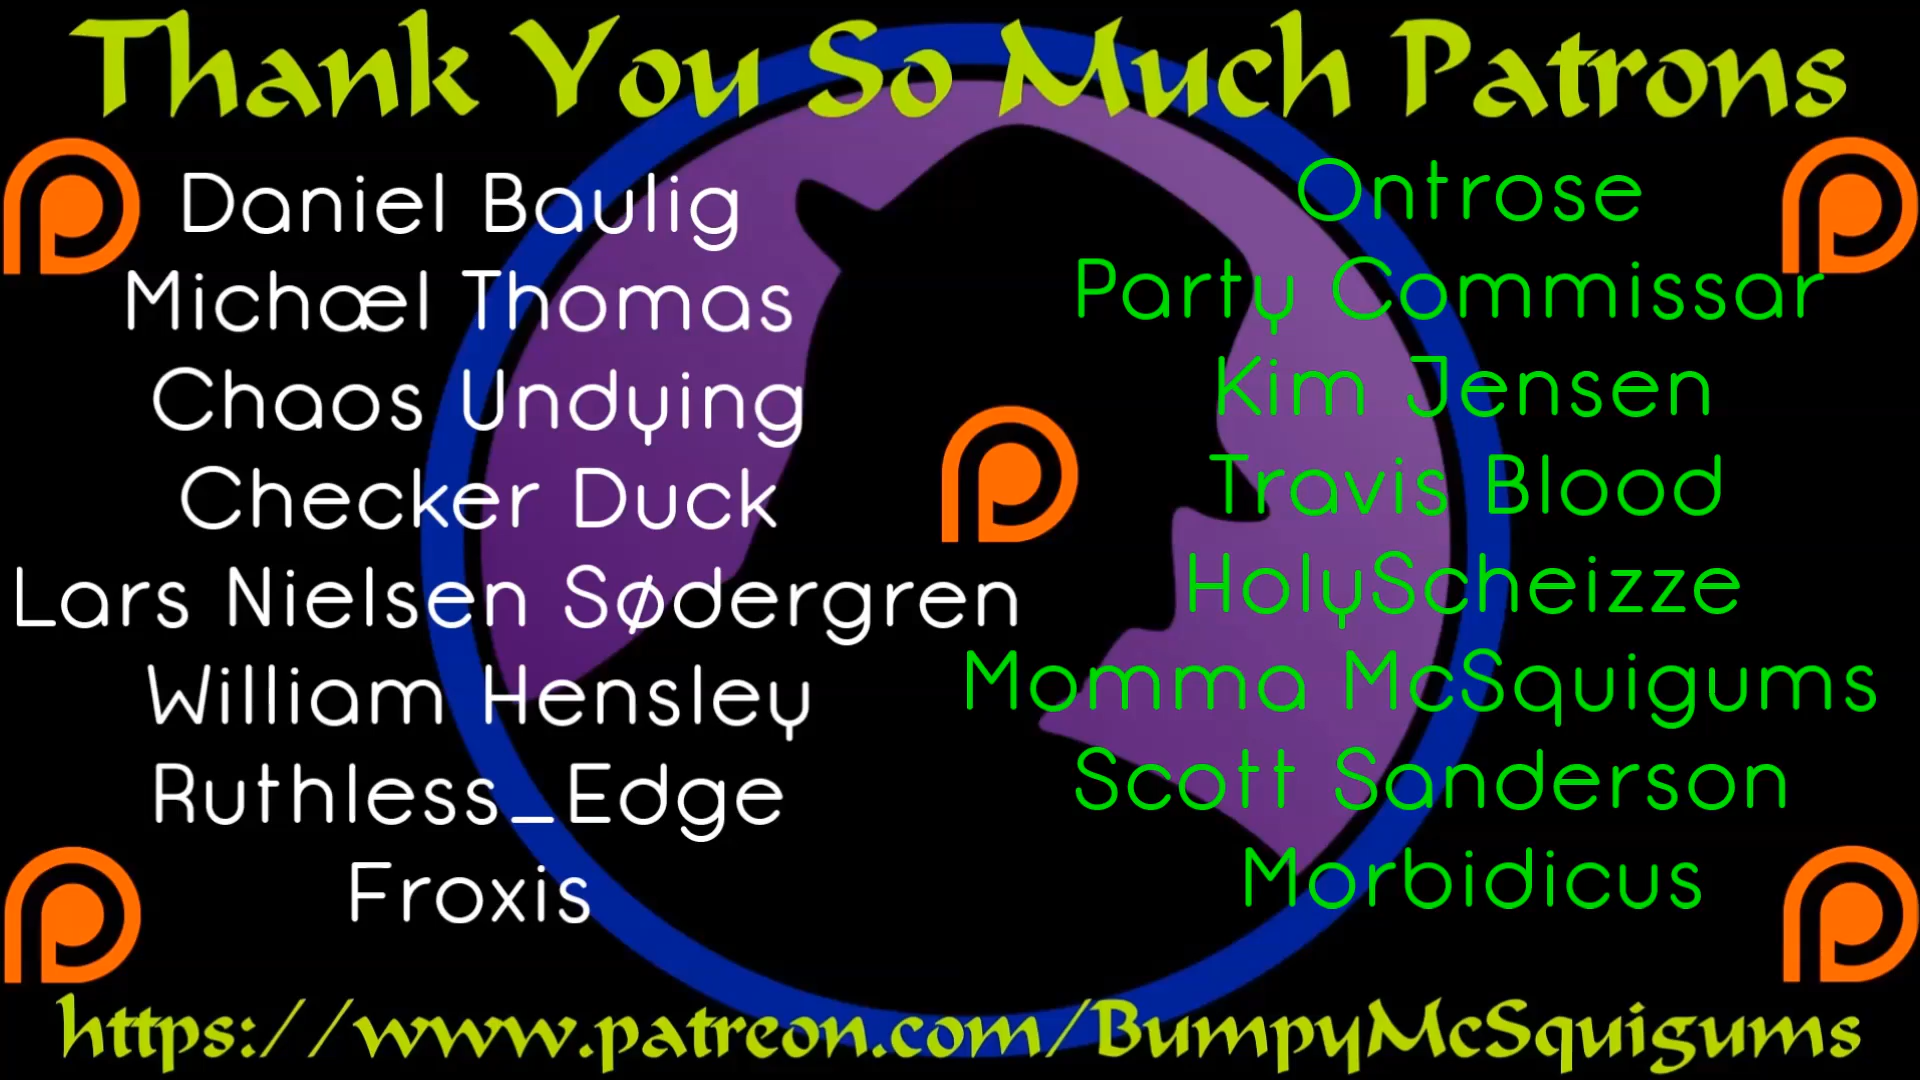 Thank You So Much Patrons
Daniel Baulig
Michæl Thomas
Chaos Undying
Checker Duck
Lars Nielsen Sødergren
William Hensley
Ruthless_Edge
Froxis
Ontrose
Party Commissar
Kim Jensen
Travis Blood
HolyScheizze
Momma McSquigums
Scott Sanderson
Morbidicus
https://www.patreon.com/BumpyMcSquigums